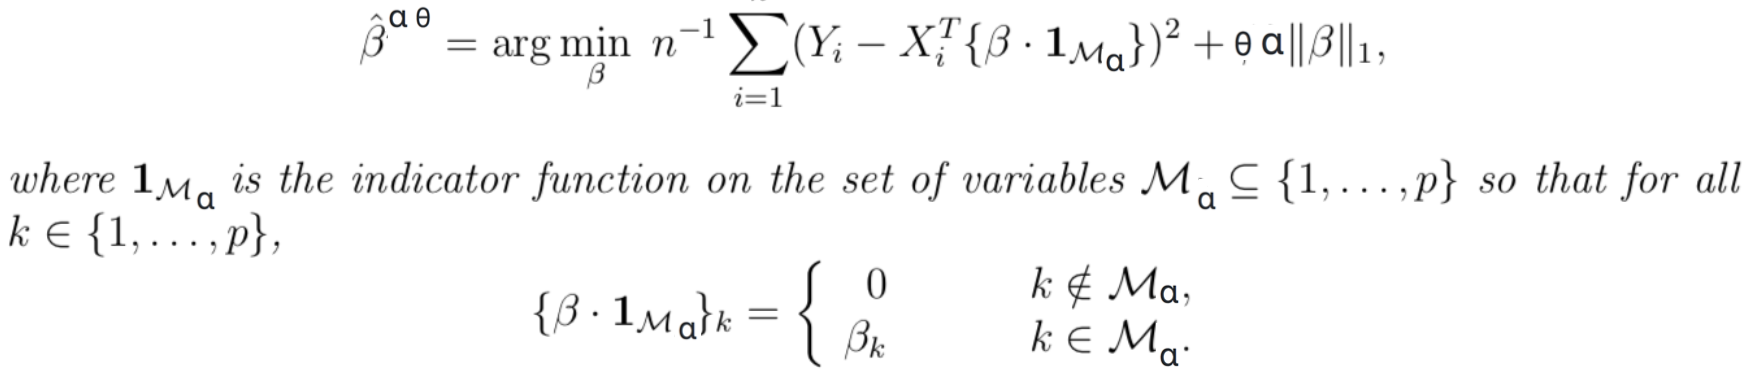 β̂^{α θ} = arg min_β n^{-1} ∑_{i=1} (Y_i − X_i^T{β · 1_{M_α}})^2 + θ α‖β‖_1,
where 1_{M_α} is the indicator function on the set of variables M_α ⊆ {1, . . . , p} so that for all
k ∈ {1, . . . , p},
{β · 1_{M_α}}_k = { 0 k ∉ M_α,
β_k k ∈ M_α.